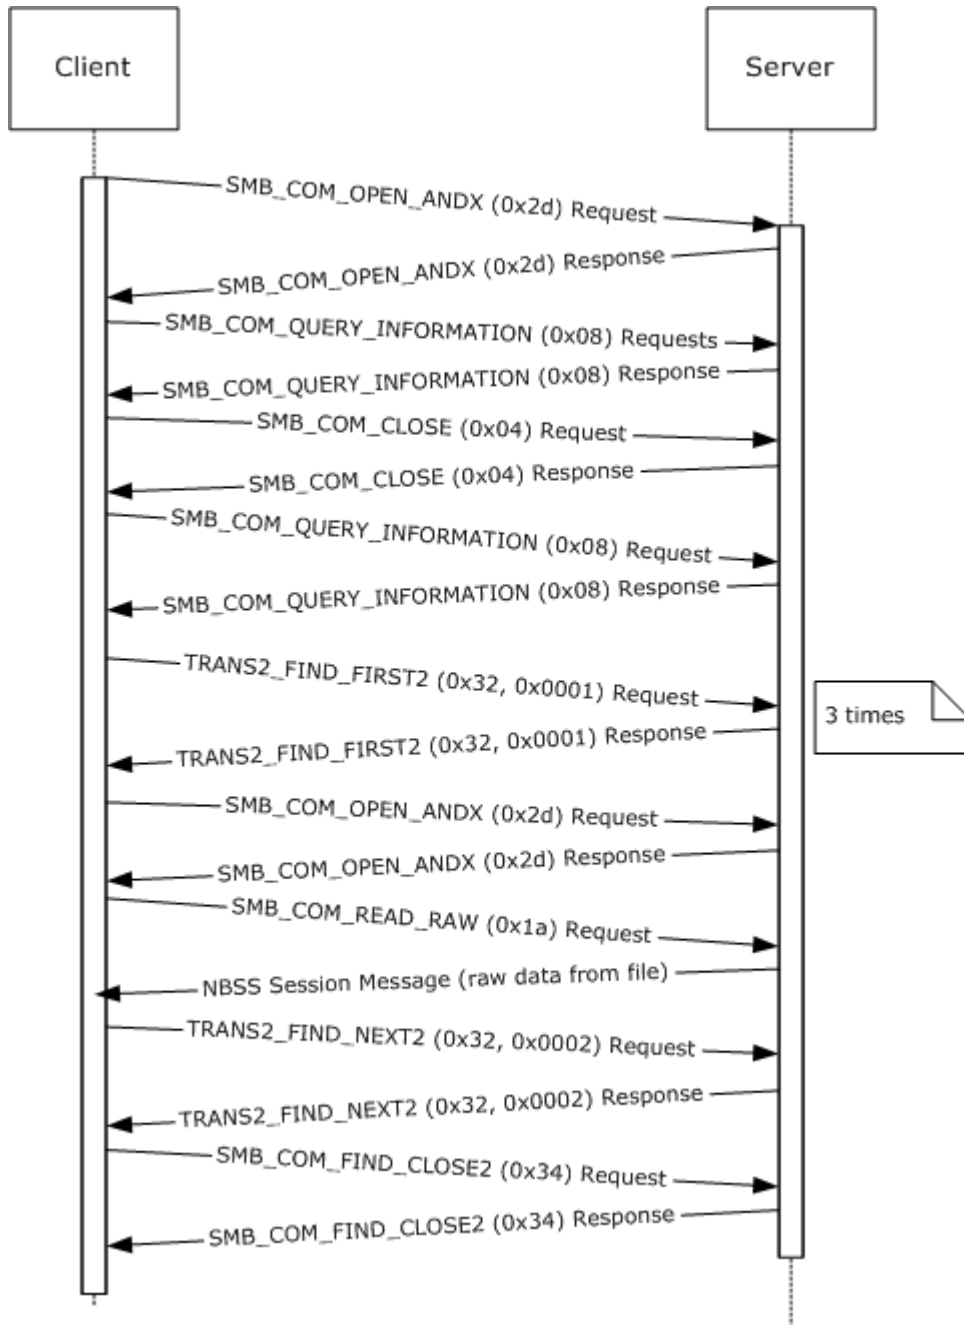 Client
Server
SMB_COM_OPEN_ANDX (0x2d) Request
SMB_COM_OPEN_ANDX (0x2d) Response
SMB_COM_QUERY_INFORMATION (0x08) Requests
SMB_COM_QUERY_INFORMATION (0x08) Response
SMB_COM_CLOSE (0x04) Request
SMB_COM_CLOSE (0x04) Response
SMB_COM_QUERY_INFORMATION (0x08) Request
SMB_COM_QUERY_INFORMATION (0x08) Response
TRANS2_FIND_FIRST2 (0x32, 0x0001) Request
3 times
TRANS2_FIND_FIRST2 (0x32, 0x0001) Response
SMB_COM_OPEN_ANDX (0x2d) Request
SMB_COM_OPEN_ANDX (0x2d) Response
SMB_COM_READ_RAW (0x1a) Request
NBSS Session Message (raw data from file)
TRANS2_FIND_NEXT2 (0x32, 0x0002) Request
TRANS2_FIND_NEXT2 (0x32, 0x0002) Response
SMB_COM_FIND_CLOSE2 (0x34) Request
SMB_COM_FIND_CLOSE2 (0x34) Response